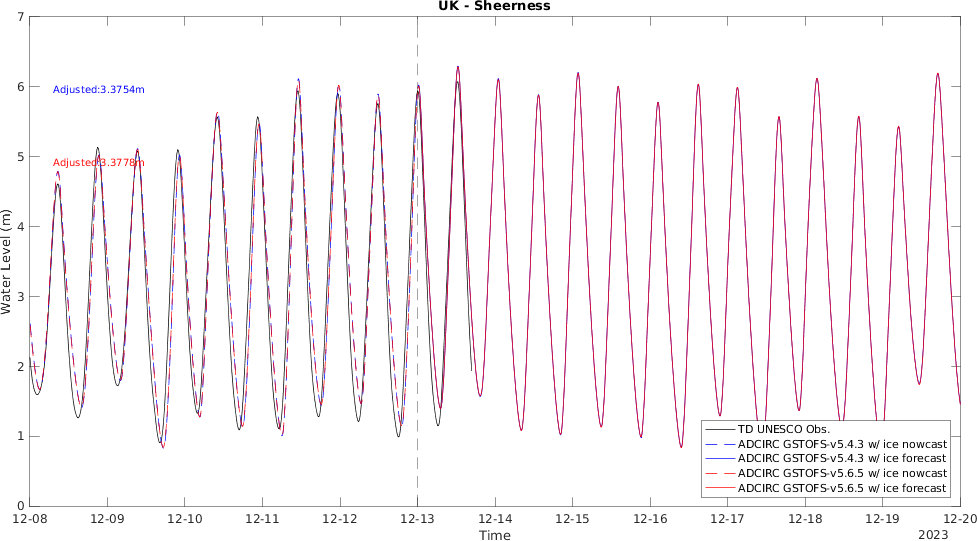 UK - Sheerness
7
6
5
4
3
2
1
0
Water Level (m)
Adjusted:3.3754m
Adjusted:3.3778m
TD UNESCO Obs.
ADCIRC GSTOFS-v5.4.3 w/ ice nowcast
ADCIRC GSTOFS-v5.4.3 w/ ice forecast
ADCIRC GSTOFS-v5.6.5 w/ ice nowcast
ADCIRC GSTOFS-v5.6.5 w/ ice forecast
12-08 12-09 12-10 12-11 12-12 12-13 12-14 12-15 12-16 12-17 12-18 12-19 12-20
Time
2023